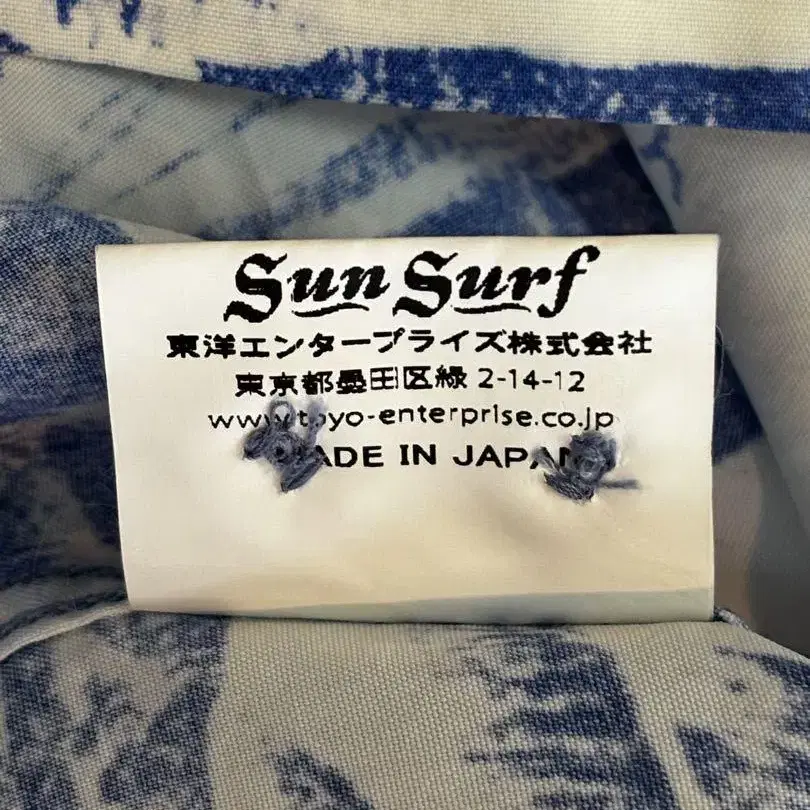 Sun Surf
東洋エンタープライズ株式会社
東京都墨田区緑 2-14-12
www.toyo-enterprise.co.jp
MADE IN JAPAN